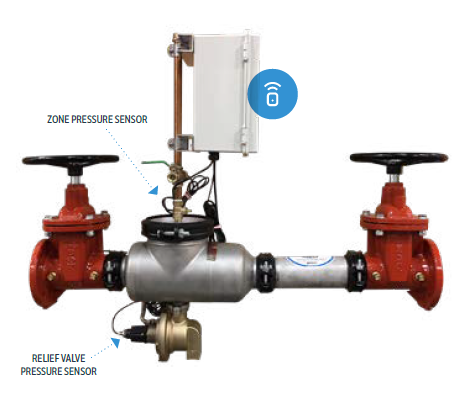 ZONE PRESSURE SENSOR
RELIEF VALVE
PRESSURE SENSOR